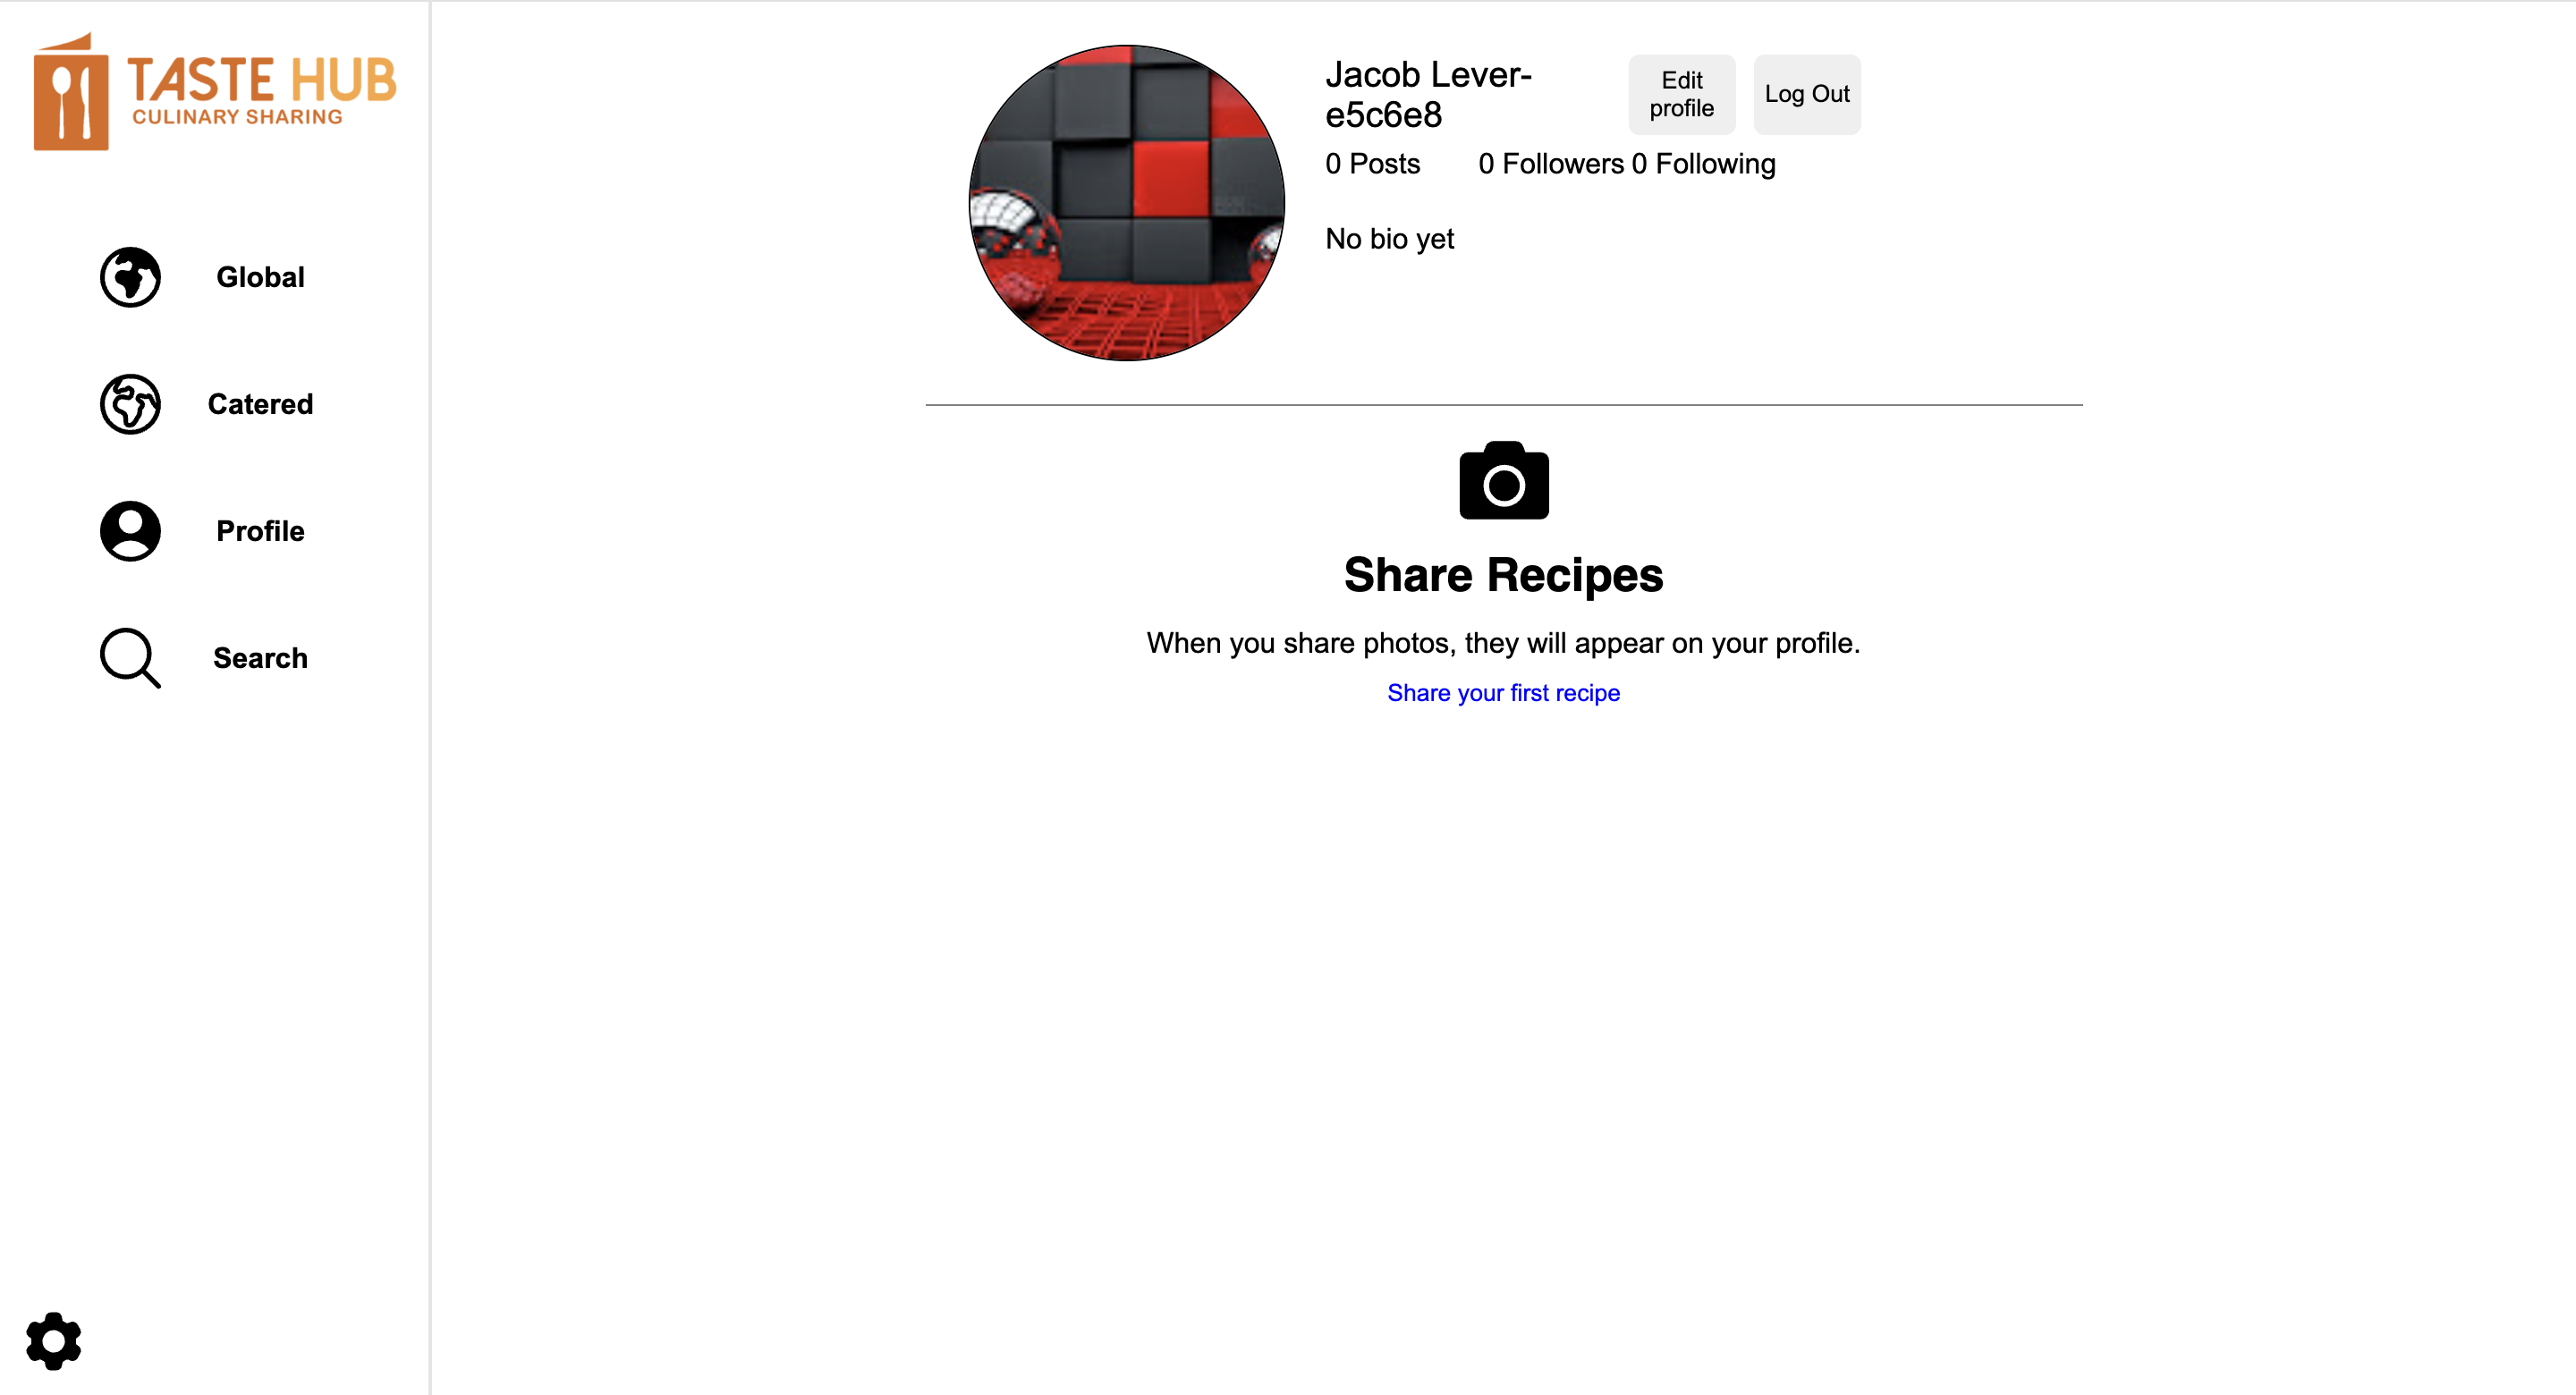 TASTE HUB
CULINARY SHARING
Global
Catered
Profile
Search
Jacob Lever-
e5c6e8
Edit
profile
Log Out
0 Posts 0 Followers 0 Following
No bio yet
Share Recipes
When you share photos, they will appear on your profile.
Share your first recipe